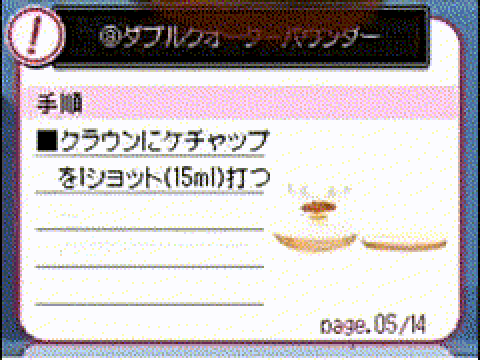 @ダブルクォーターパウンダー
手順
■クラウンにケチャップ
を1ショット(15ml)打つ
page.05/14